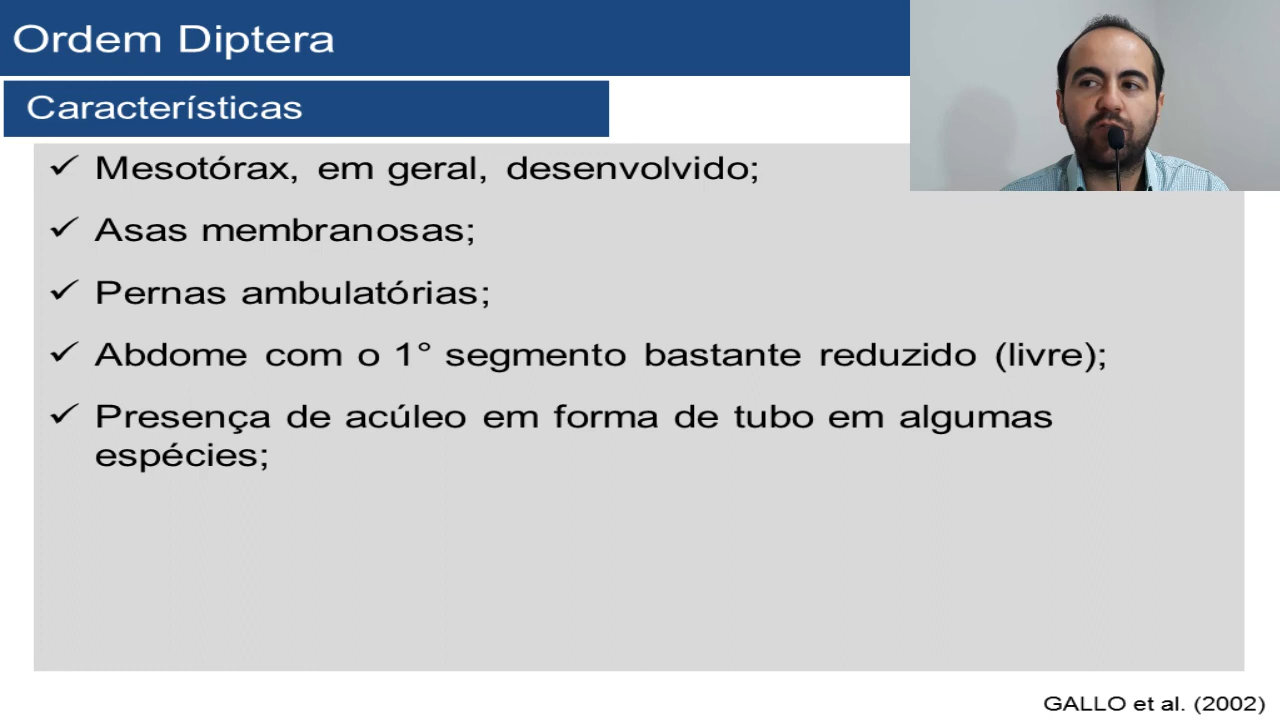 Ordem Diptera
Características
✓ Mesotórax, em geral, desenvolvido;
✓ Asas membranosas;
✓ Pernas ambulatórias;
✓ Abdome com o 1° segmento bastante reduzido (livre);
✓ Presença de acúleo em forma de tubo em algumas
espécies;
GALLO et al. (2002)